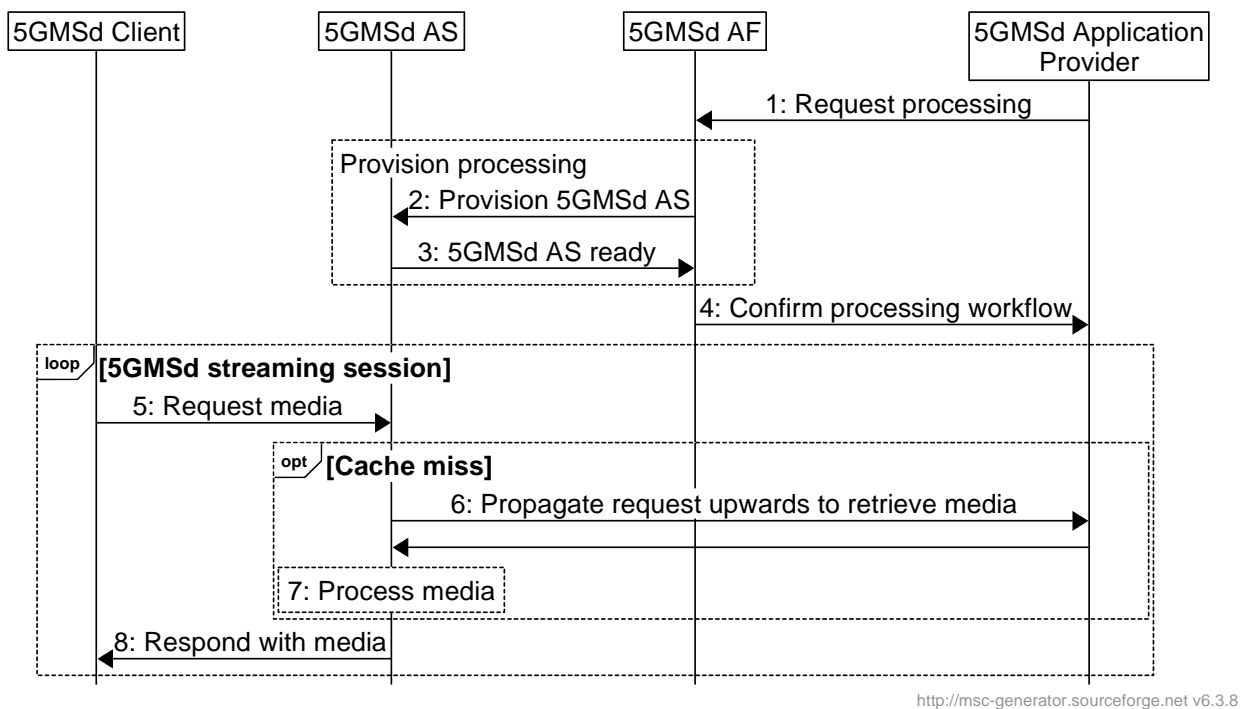 5GMSd Client
5GMSd AS
5GMSd AF
5GMSd Application
Provider
1: Request processing
Provision processing
2: Provision 5GMSd AS
3: 5GMSd AS ready
4: Confirm processing workflow
loop
[5GMSd streaming session]
5: Request media
opt
[Cache miss]
6: Propagate request upwards to retrieve media
7: Process media
8: Respond with media
http://msc-generator.sourceforge.net v6.3.8